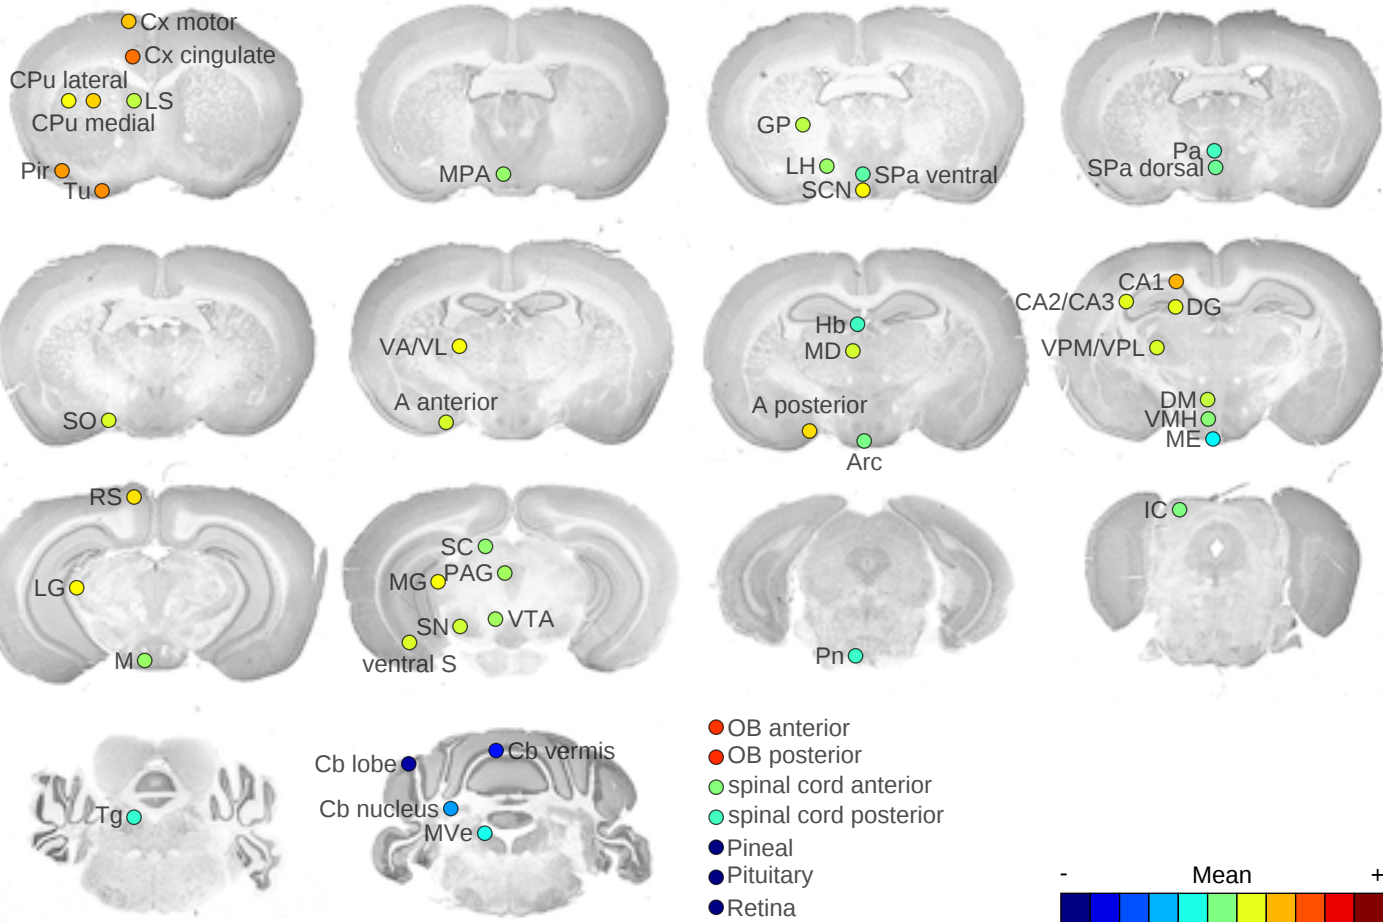 Cx motor
Cx cingulate
CPu lateral
LS
CPu medial
Pir
Tu
MPA
GP
LH
SPa ventral
SCN
Pa
SPa dorsal
SO
VA/VL
A anterior
Hb
MD
A posterior
Arc
CA1
CA2/CA3
DG
VPM/VPL
DM
VMH
ME
RS
LG
M
SC
PAG
MG
VTA
SN
ventral S
Pn
IC
Tg
Cb vermis
Cb lobe
Cb nucleus
MVe
OB anterior
OB posterior
spinal cord anterior
spinal cord posterior
Pineal
Pituitary
Retina
- Mean +